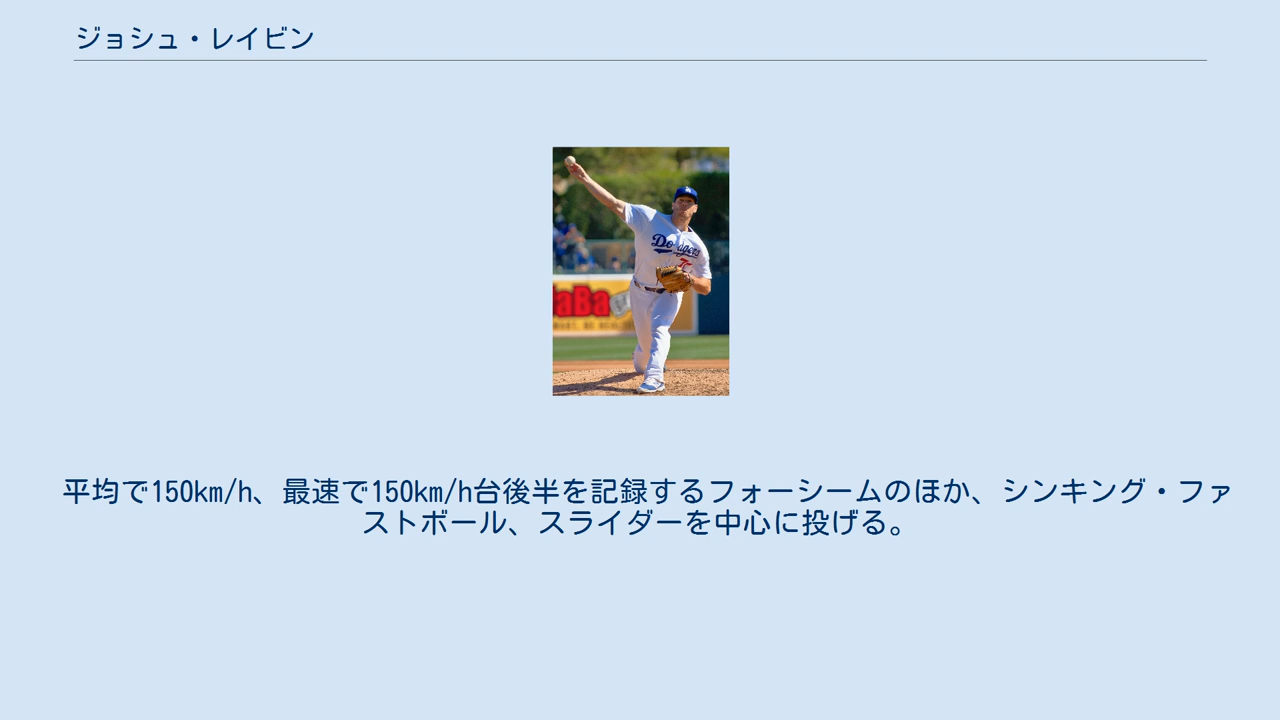 ジョシュ・レイビン
Dodgers
aBa
平均で150km/h、最速で150km/h台後半を記録するフォーシームのほか、シンキング・ファ
ストボール、スライダーを中心に投げる。